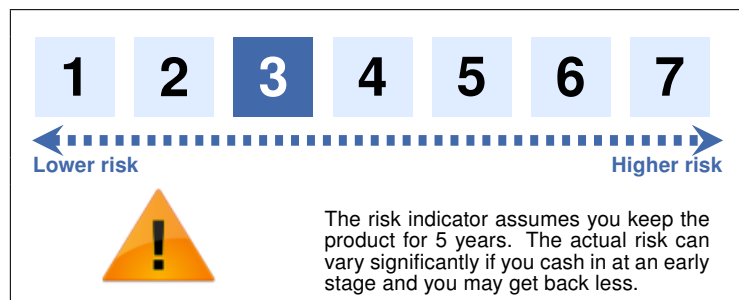 1 2 3 4 5 6 7
Lower risk Higher risk
!
The risk indicator assumes you keep the
product for 5 years. The actual risk can
vary significantly if you cash in at an early
stage and you may get back less.